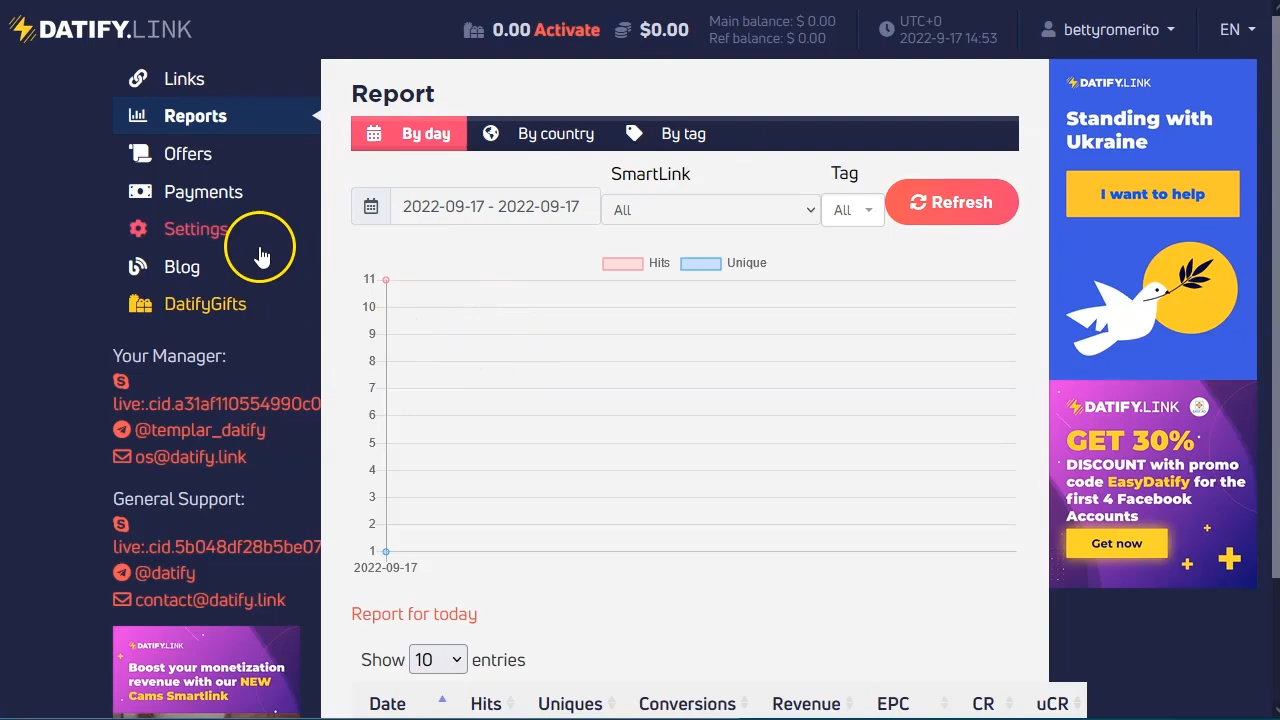 DATIFY.LINK
0.00 Activate
$0.00
Main balance: $ 0.00
Ref balance: $ 0.00
UTC+0
2022-9-17 14:53
bettyromerito
EN
Links
Reports
Offers
Payments
Settings
Blog
DatifyGifts
Your Manager:
live:.cid.a31af110554990c0
@templar_datify
os@datify.link
General Support:
live:.cid.5b048df28b5be07
@datify
contact@datify.link
DATIFY.LINK
Boost your monetization
revenue with our NEW
Cams Smartlink
Report
By day
By country
By tag
SmartLink
Tag
2022-09-17 - 2022-09-17
All
All
Refresh
Hits
Unique
11
10
9
8
7
6
5
4
3
2
1
2022-09-17
Report for today
Show 10 entries
Date
Hits
Uniques
Conversions
Revenue
EPC
CR
uCR
DATIFY.LINK
Standing with
Ukraine
I want to help
DATIFY.LINK
GET 30%
DISCOUNT with promo
code EasyDatify for the
first 4 Facebook
Accounts
Get now